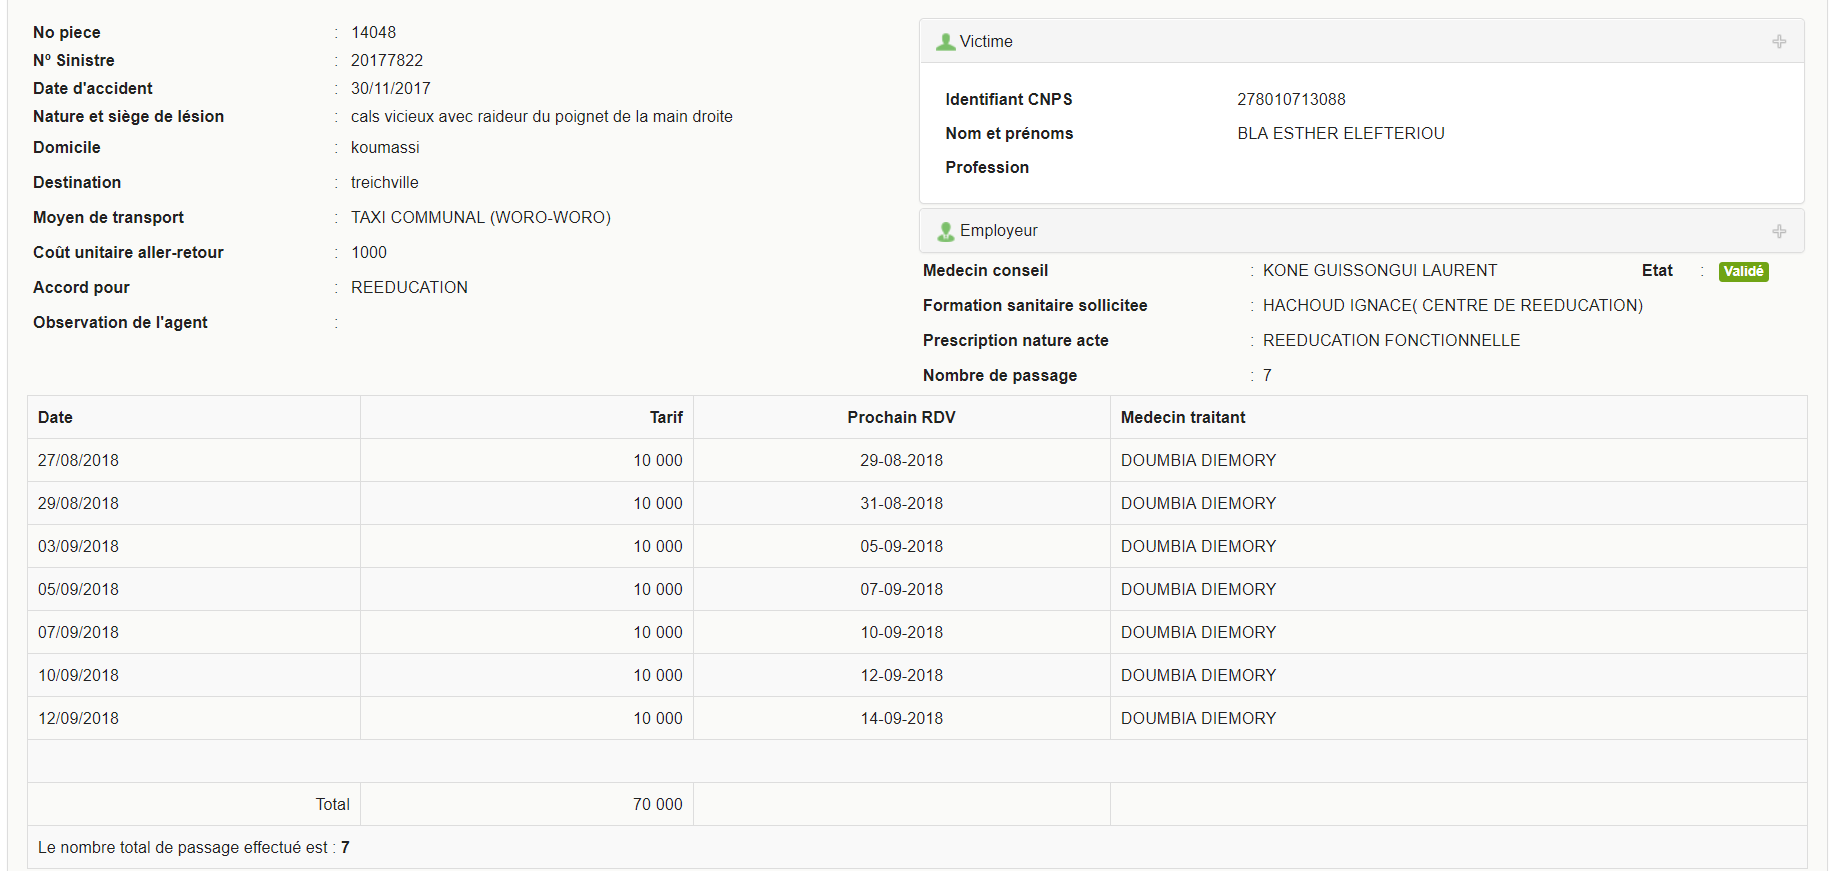 No piece : 14048
N° Sinistre : 20177822
Date d'accident : 30/11/2017
Nature et siège de lésion : cals vicieux avec raideur du poignet de la main droite
Domicile : koumassi
Destination : treichville
Moyen de transport : TAXI COMMUNAL (WORO-WORO)
Coût unitaire aller-retour : 1000
Accord pour : REEDUCATION
Observation de l'agent :
Victime
Identifiant CNPS 278010713088
Nom et prénoms BLA ESTHER ELEFTERIOU
Profession
Employeur
Medecin conseil : KONE GUISSONGUI LAURENT Etat : Validé
Formation sanitaire sollicitee : HACHOUD IGNACE( CENTRE DE REEDUCATION)
Prescription nature acte : REEDUCATION FONCTIONNELLE
Nombre de passage : 7
Date Tarif Prochain RDV Medecin traitant
27/08/2018 10 000 29-08-2018 DOUMBIA DIEMORY
29/08/2018 10 000 31-08-2018 DOUMBIA DIEMORY
03/09/2018 10 000 05-09-2018 DOUMBIA DIEMORY
05/09/2018 10 000 07-09-2018 DOUMBIA DIEMORY
07/09/2018 10 000 10-09-2018 DOUMBIA DIEMORY
10/09/2018 10 000 12-09-2018 DOUMBIA DIEMORY
12/09/2018 10 000 14-09-2018 DOUMBIA DIEMORY
Total 70 000
Le nombre total de passage effectué est : 7